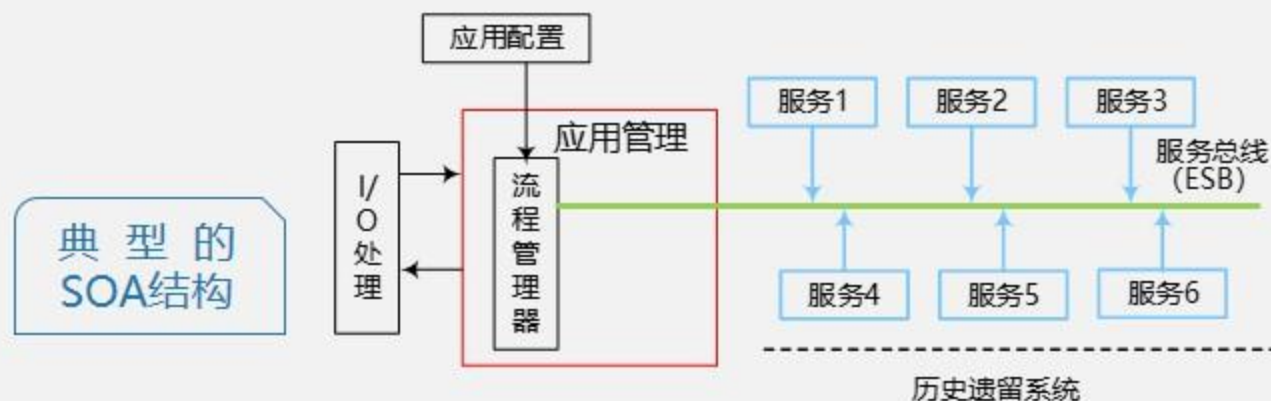 应用配置
应用管理
I/O处理
流程管理器
典型的
SOA结构
服务1
服务2
服务3
服务总线
(ESB)
服务4
服务5
服务6
历史遗留系统